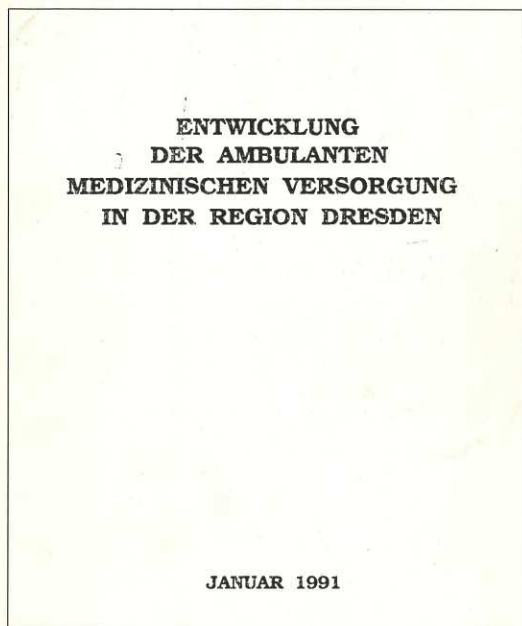 ENTWICKLUNG
DER AMBULANTEN
MEDIZINISCHEN VERSORGUNG
IN DER REGION DRESDEN
JANUAR 1991